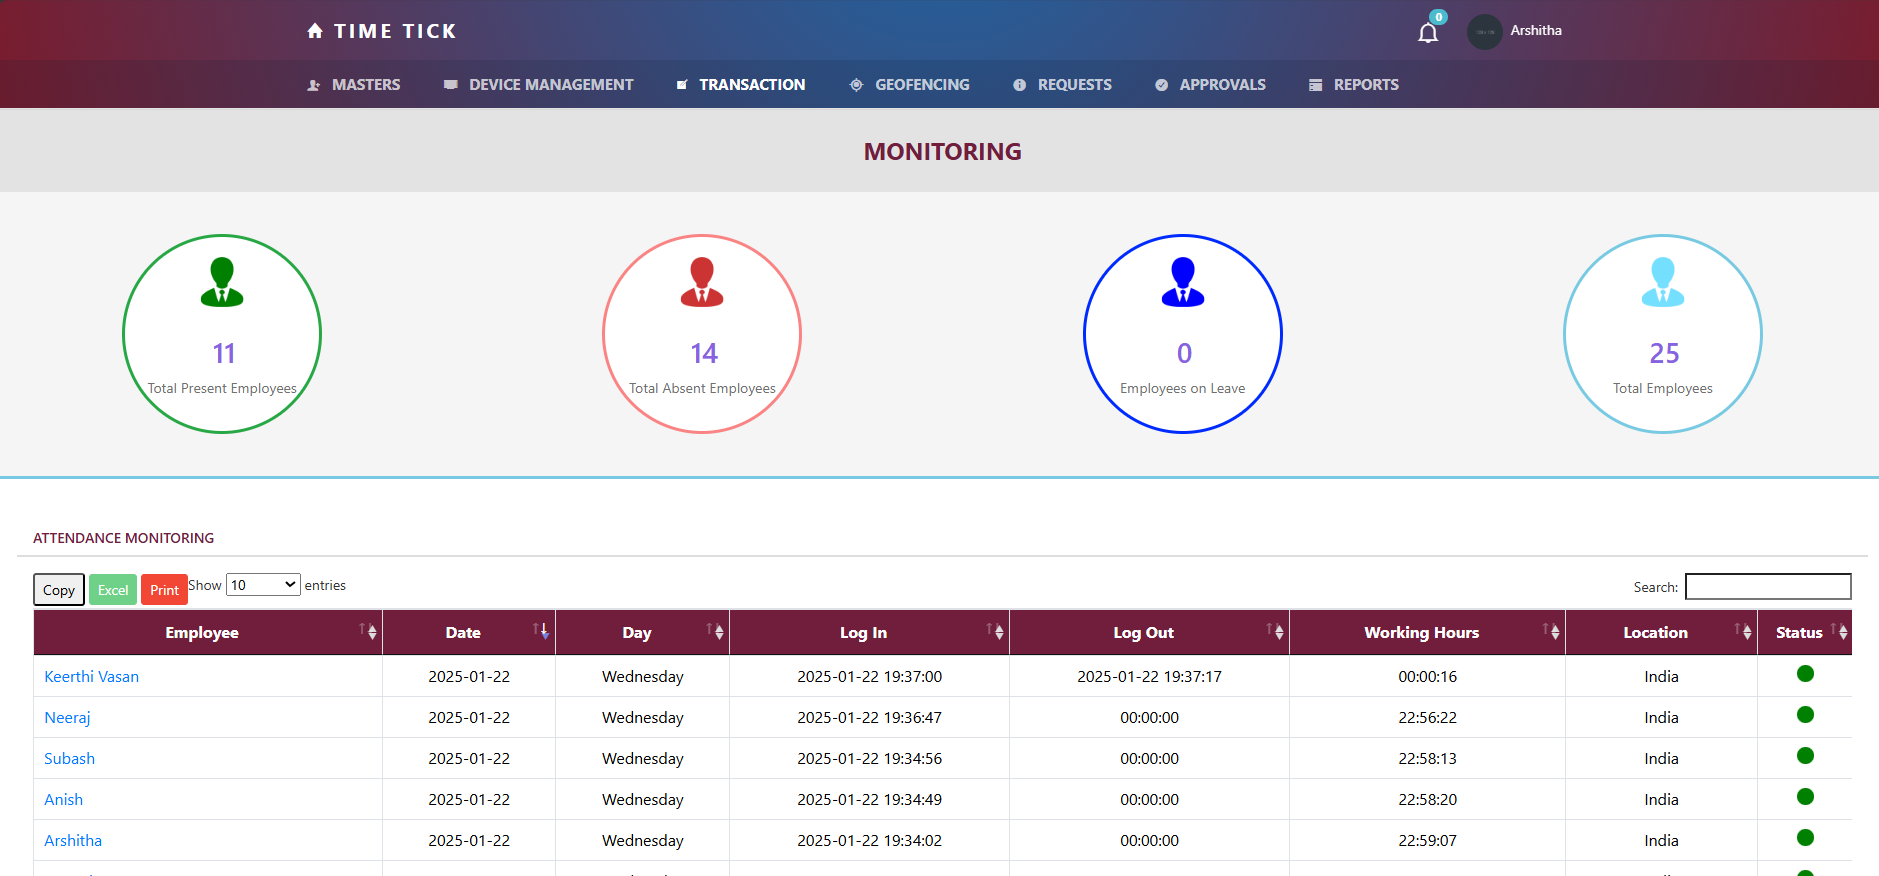 TIME TICK
0
Arshitha
MASTERS DEVICE MANAGEMENT TRANSACTION GEOFENCING REQUESTS APPROVALS REPORTS
MONITORING
11 14 0 25
Total Present Employees Total Absent Employees Employees on Leave Total Employees
ATTENDANCE MONITORING
Copy Excel Print Show 10 entries Search:
Employee Date Day Log In Log Out Working Hours Location Status
Keerthi Vasan 2025-01-22 Wednesday 2025-01-22 19:37:00 2025-01-22 19:37:17 00:00:16 India
Neeraj 2025-01-22 Wednesday 2025-01-22 19:36:47 00:00:00 22:56:22 India
Subash 2025-01-22 Wednesday 2025-01-22 19:34:56 00:00:00 22:58:13 India
Anish 2025-01-22 Wednesday 2025-01-22 19:34:49 00:00:00 22:58:20 India
Arshitha 2025-01-22 Wednesday 2025-01-22 19:34:02 00:00:00 22:59:07 India